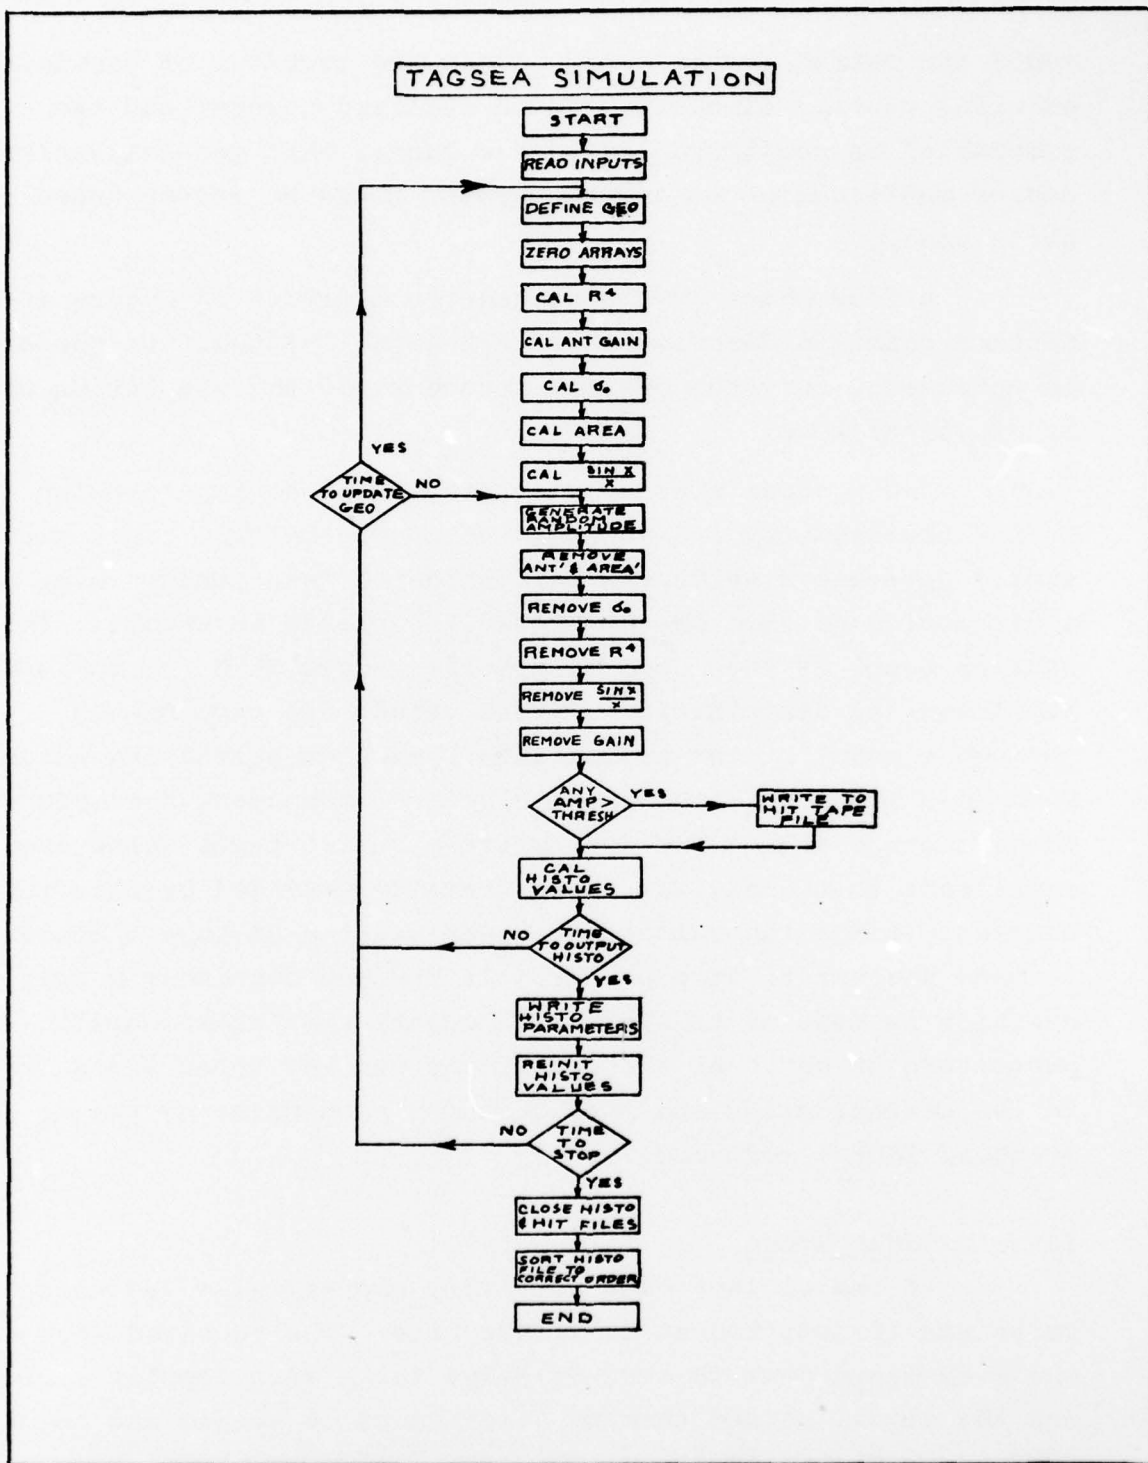 TAGSEA SIMULATION
START
READ INPUTS
DEFINE GEO
ZERO ARRAYS
CAL R⁴
CAL ANT GAIN
CAL σ₀
CAL AREA
CAL SIN X
X
YES
TIME
TO UPDATE
GEO
NO
GENERATE
RANDOM
AMPLITUDE
REMOVE
ANT' & AREA'
REMOVE σ₀
REMOVE R⁴
REMOVE SIN X
X
REMOVE GAIN
ANY
AMP >
THRESH
YES
WRITE TO
HIT TAPE
FILE
CAL
HISTO
VALUES
NO
TIME
TO OUTPUT
HISTO
YES
WRITE
HISTO
PARAMETERS
REINIT
HISTO
VALUES
NO
TIME
TO
STOP
YES
CLOSE HISTO
& HIT FILES
SORT HISTO
FILE TO
CORRECT ORDER
END